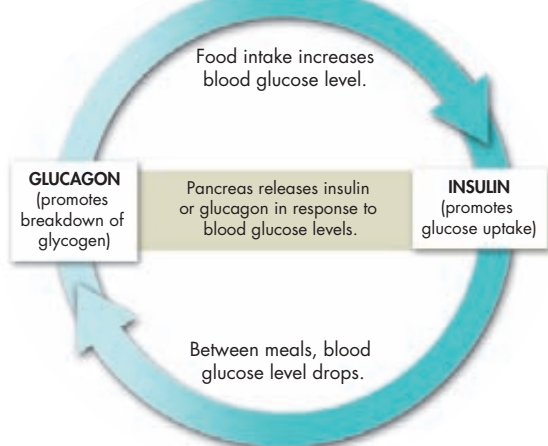 Food intake increases
blood glucose level.
GLUCAGON
(promotes
breakdown of
glycogen)
Pancreas releases insulin
or glucagon in response to
blood glucose levels.
INSULIN
(promotes
glucose uptake)
Between meals, blood
glucose level drops.